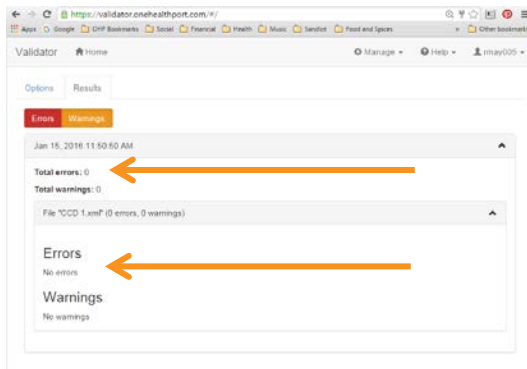 https://validator.onehealthport.com/#/
Apps Google OHP Bookmarks Social Financial Health Music Sendtot Food and Spices » Other bookmarks
Validator Home Manage Help rmay005
Options Results
Errors Warnings
Jan 15, 2016 11:50:50 AM
Total errors: 0
Total warnings: 0
File "CCD 1.xml" (0 errors, 0 warnings)
Errors
No errors
Warnings
No warnings